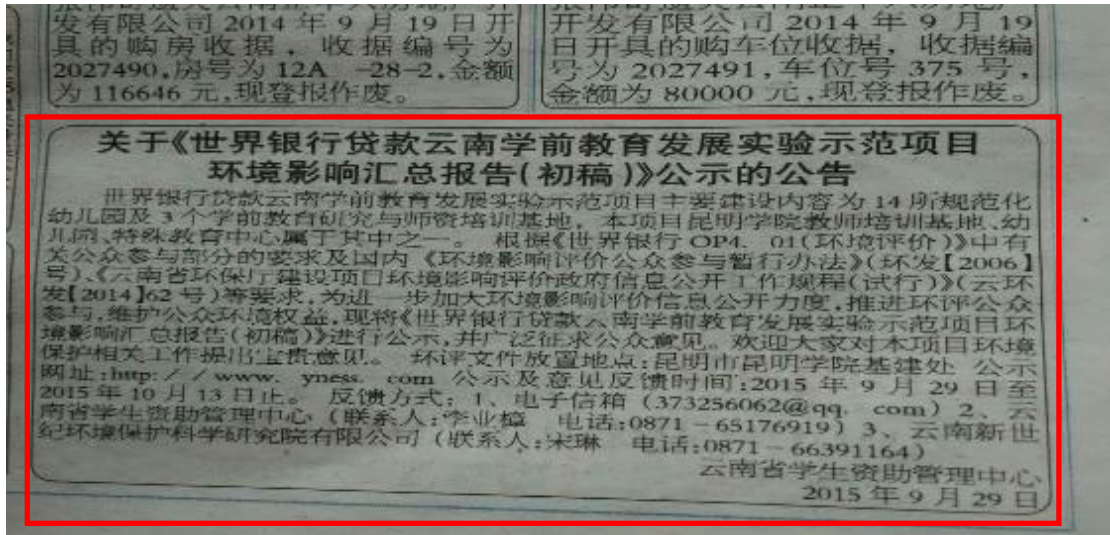 发有限公司 2014 年 9 月 19 日开
具的购房收据，收据编号为
2027490,房号为 12A -28-2,金额
为 116646 元,现登报作废。
开发有限公司 2014 年 9 月 19
日开具的购车位收据，收据编
号为 2027491,车位号 375 号,
金额为 80000 元,现登报作废。
关于《世界银行贷款云南学前教育发展实验示范项目
环境影响汇总报告(初稿)》公示的公告
世界银行贷款云南学前教育发展实验示范项目主要建设内容为 14 所规范化
幼儿园及 3 个学前教育研究与师资培训基地，本项目昆明学院教师培训基地、幼
儿园、特殊教育中心属于其中之一。 根据《世界银行 OP4. 01(环境评价)》中有
关公众参与部分的要求及国内《环境影响评价公众参与暂行办法》(环发【2006】
号)、《云南省环保厅建设项目环境影响评价政府信息公开工作规程(试行)》(云环
发【2014】62 号)等要求,为进一步加大环境影响评价信息公开力度,推进环评公众
参与,维护公众环境权益,现将《世界银行贷款云南学前教育发展实验示范项目环
境影响汇总报告(初稿)》进行公示,并广泛征求公众意见。欢迎大家对本项目环境
保护相关工作提出宝贵意见。 环评文件放置地点:昆明市昆明学院基建处 公示
网址:http: / / www. yness. com 公示及意见反馈时间:2015 年 9 月 29 日至
2015 年 10 月 13 日止。 反馈方式: 1、电子信箱 (373256062@qq. com) 2、云
南省学生资助管理中心 (联系人:李业樟 电话:0871－65176919) 3、云南新世
纪环境保护科学研究院有限公司 (联系人:宋琳 电话:0871－66391164)
云南省学生资助管理中心
2015 年 9 月 29 日